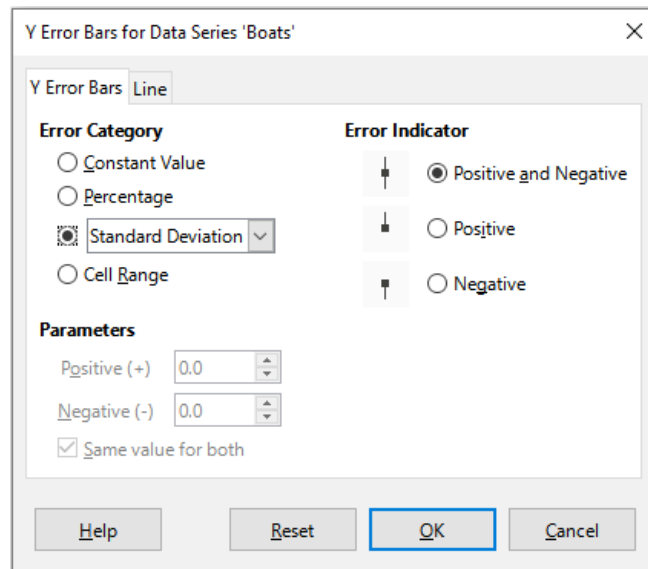 Y Error Bars for Data Series 'Boats'
Y Error Bars Line
Error Category
Constant Value
Percentage
Standard Deviation
Cell Range
Error Indicator
Positive and Negative
Positive
Negative
Parameters
Positive (+) 0.0
Negative (-) 0.0
Same value for both
Help Reset OK Cancel